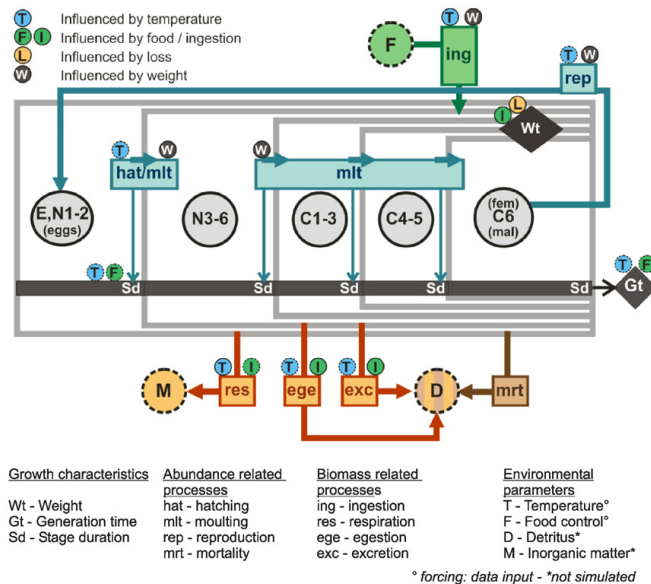 T Influenced by temperature
F I Influenced by food / ingestion
L Influenced by loss
W Influenced by weight
F
T W
ing
T W
rep
I L
Wt
T W
hat/mlt
W
mlt
E,N1-2
(eggs)
N3-6
C1-3
C4-5
(fem)
C6
(mal)
T F
Sd Sd Sd Sd Sd
T F
Gt
T I T I T I
M res ege exc D mrt
Growth characteristics
Wt - Weight
Gt - Generation time
Sd - Stage duration
Abundance related
processes
hat - hatching
mlt - moulting
rep - reproduction
mrt - mortality
Biomass related
processes
ing - ingestion
res - respiration
ege - egestion
exc - excretion
Environmental
parameters
T - Temperature°
F - Food control°
D - Detritus*
M - Inorganic matter*
° forcing: data input - *not simulated